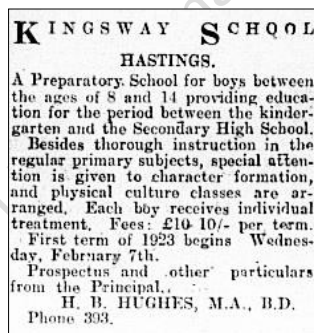 KINGSWAY SCHOOL
HASTINGS.
A Preparatory. School for boys between
the ages of 8 and 14 providing educa-
tion for the period between the kinder-
garten and the Secondary High School.
Besides thorough instruction in the
regular primary subjects, special atten-
tion is given to character formation,
and physical culture classes are ar-
ranged. Each boy receives individual
treatment. Fees: £10 10/- per term.
First term of 1923 begins Wednes-
day, February 7th.
Prospectus and other particulars
from the Principal.
H. B. HUGHES, M.A., B.D.
Phone 393.